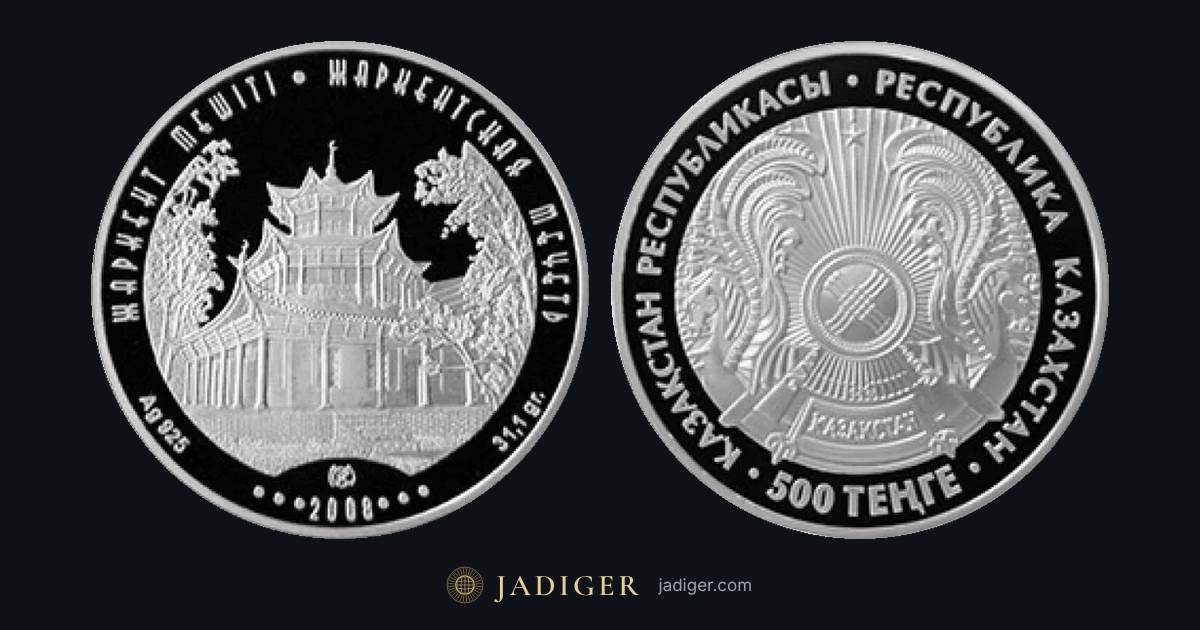 ЖАРКЕНТ МЕШІТІ • ЖАРКЕНТСКАЯ МЕЧЕТЬ
Ag 925
31,1 gr.
• • • 2008 • • •
ҚАЗАҚСТАН РЕСПУБЛИКАСЫ • РЕСПУБЛИКА КАЗАХСТАН
ҚАЗАҚСТАН
• 500 ТЕҢГЕ •
JADIGER
jadiger.com